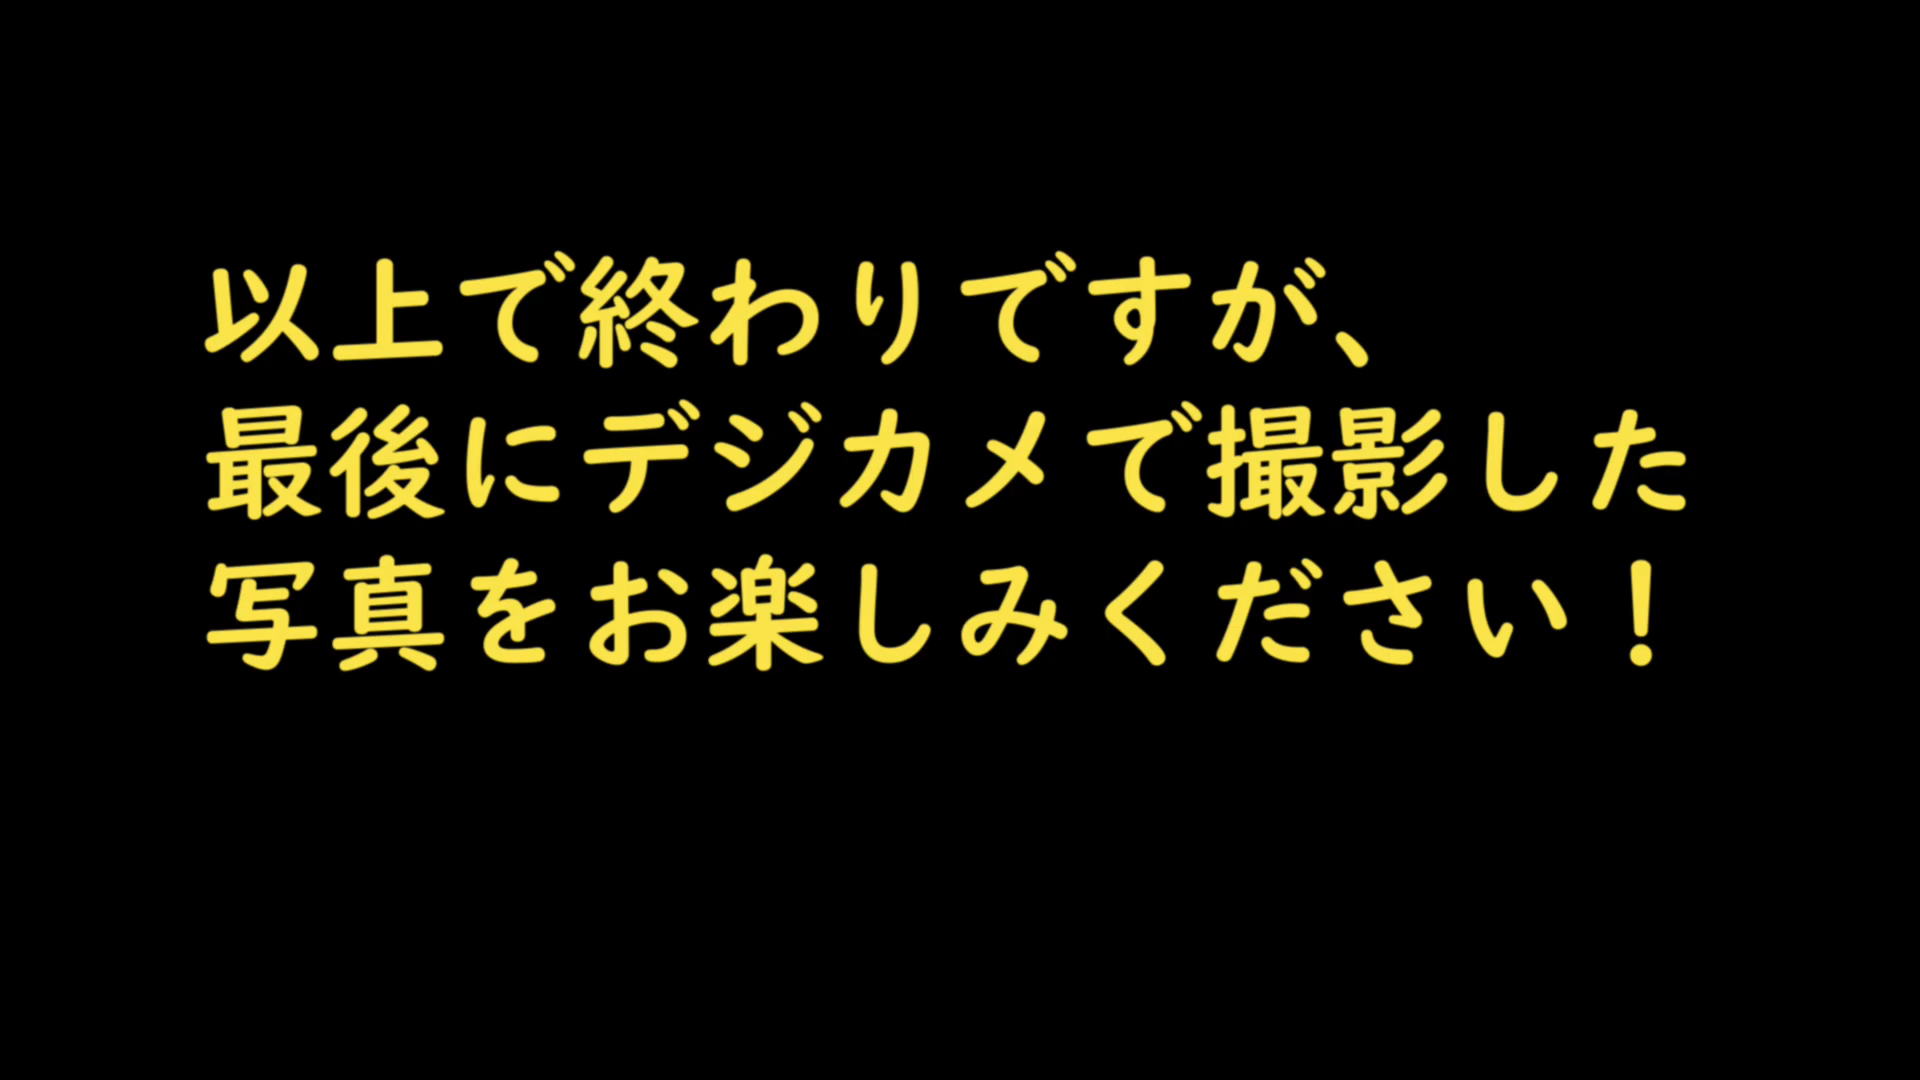 以上で終わりですが、
最後にデジカメで撮影した
写真をお楽しみください！